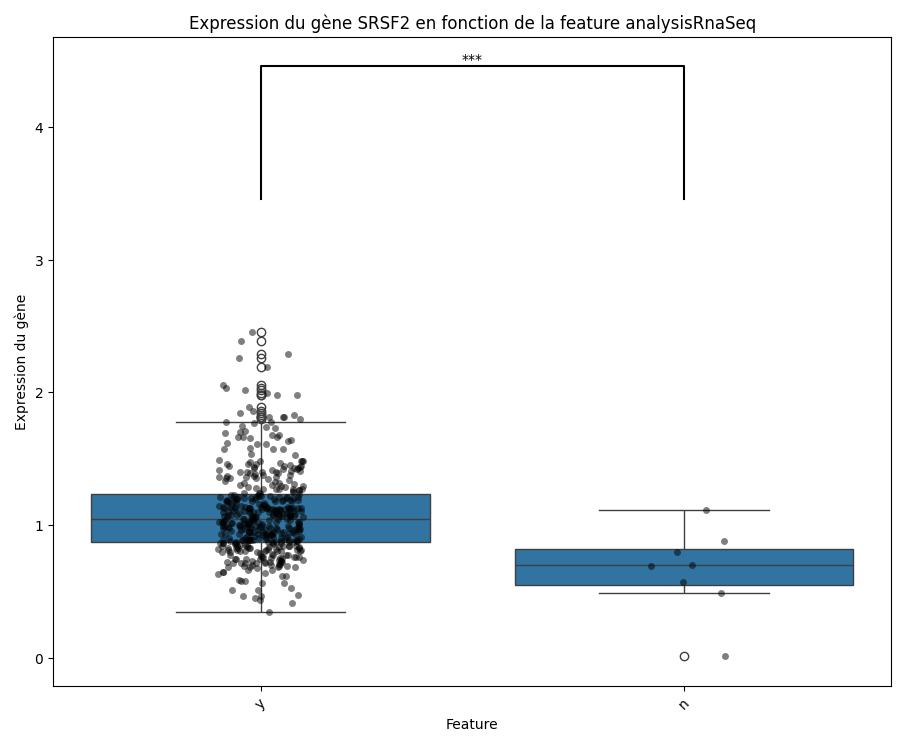 Expression du gène SRSF2 en fonction de la feature analysisRnaSeq
***
4
3
2
1
0
Expression du gène
y
n
Feature